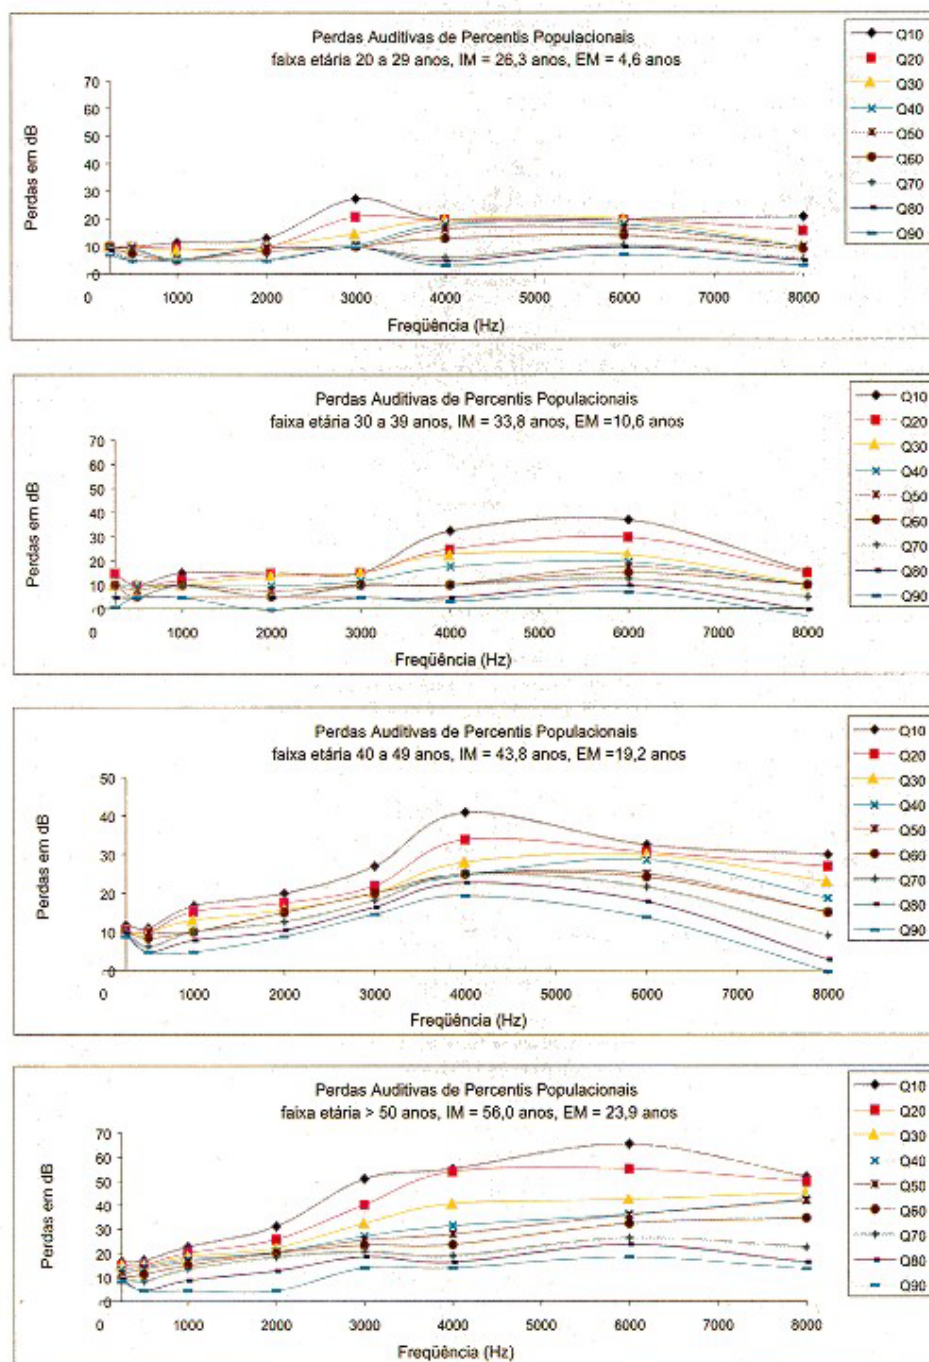 Perdas Auditivas de Percentis Populacionais
faixa etária 20 a 29 anos, IM = 26,3 anos, EM = 4,6 anos
Perdas em dB
70
60
50
40
30
20
10
0
0 1000 2000 3000 4000 5000 6000 7000 8000
Freqüência (Hz)
Q10
Q20
Q30
Q40
Q50
Q60
Q70
Q80
Q90
Perdas Auditivas de Percentis Populacionais
faixa etária 30 a 39 anos, IM = 33,8 anos, EM =10,6 anos
Perdas em dB
70
60
50
40
30
20
10
0
0 1000 2000 3000 4000 5000 6000 7000 8000
Freqüência (Hz)
Q10
Q20
Q30
Q40
Q50
Q60
Q70
Q80
Q90
Perdas Auditivas de Percentis Populacionais
faixa etária 40 a 49 anos, IM = 43,8 anos, EM =19,2 anos
Perdas em dB
50
40
30
20
10
0
0 1000 2000 3000 4000 5000 6000 7000 8000
Freqüência (Hz)
Q10
Q20
Q30
Q40
Q50
Q60
Q70
Q80
Q90
Perdas Auditivas de Percentis Populacionais
faixa etária > 50 anos, IM = 56,0 anos, EM = 23,9 anos
Perdas em dB
70
60
50
40
30
20
10
0
0 1000 2000 3000 4000 5000 6000 7000 8000
Freqüência (Hz)
Q10
Q20
Q30
Q40
Q50
Q60
Q70
Q80
Q90